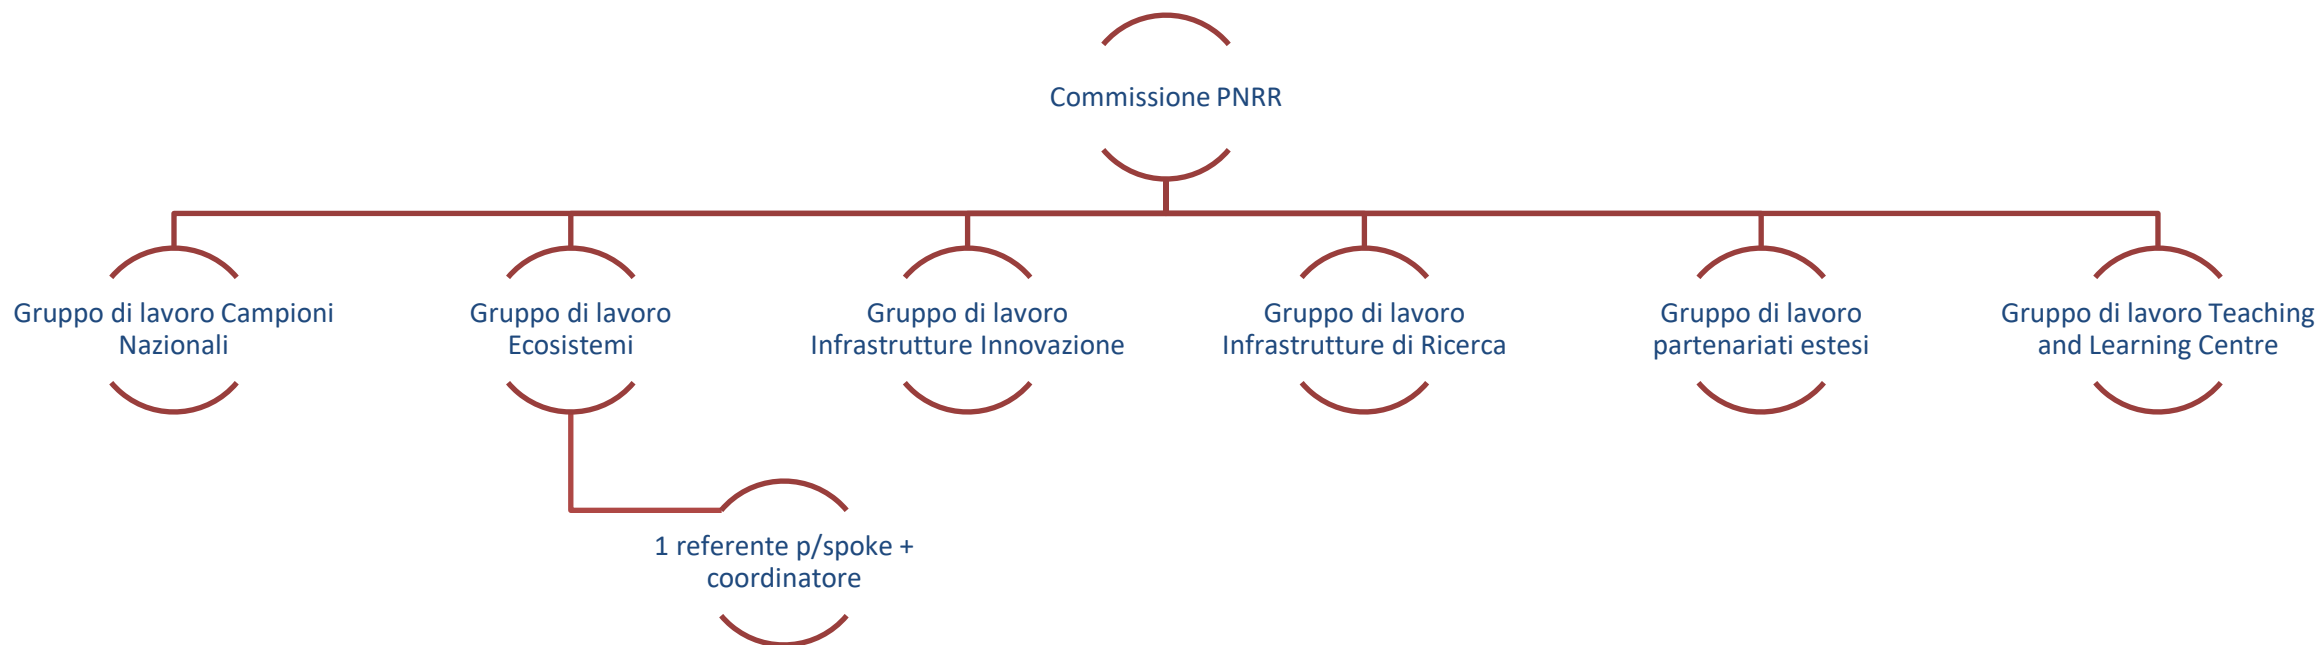 Commissione PNRR
Gruppo di lavoro Campioni
Nazionali
Gruppo di lavoro
Ecosistemi
Gruppo di lavoro
Infrastrutture Innovazione
Gruppo di lavoro
Infrastrutture di Ricerca
Gruppo di lavoro
partenariati estesi
Gruppo di lavoro Teaching
and Learning Centre
1 referente p/spoke +
coordinatore